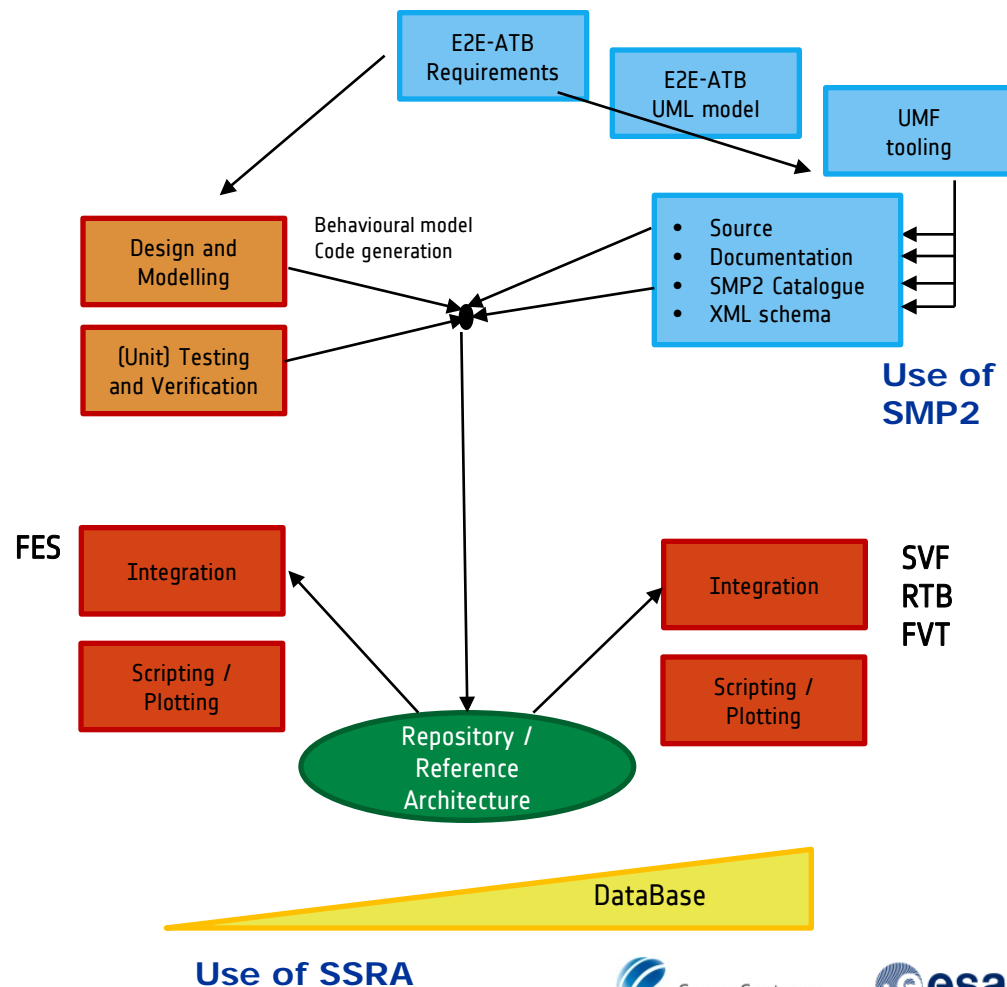 E2E-ATB
Requirements
E2E-ATB
UML model
UMF
tooling
Design and
Modelling
Behavioural model
Code generation
• Source
• Documentation
• SMP2 Catalogue
• XML schema
(Unit) Testing
and Verification
Use of
SMP2
FES
Integration
Integration
SVF
RTB
FVT
Scripting /
Plotting
Scripting /
Plotting
Repository /
Reference
Architecture
DataBase
Use of SSRA
esa